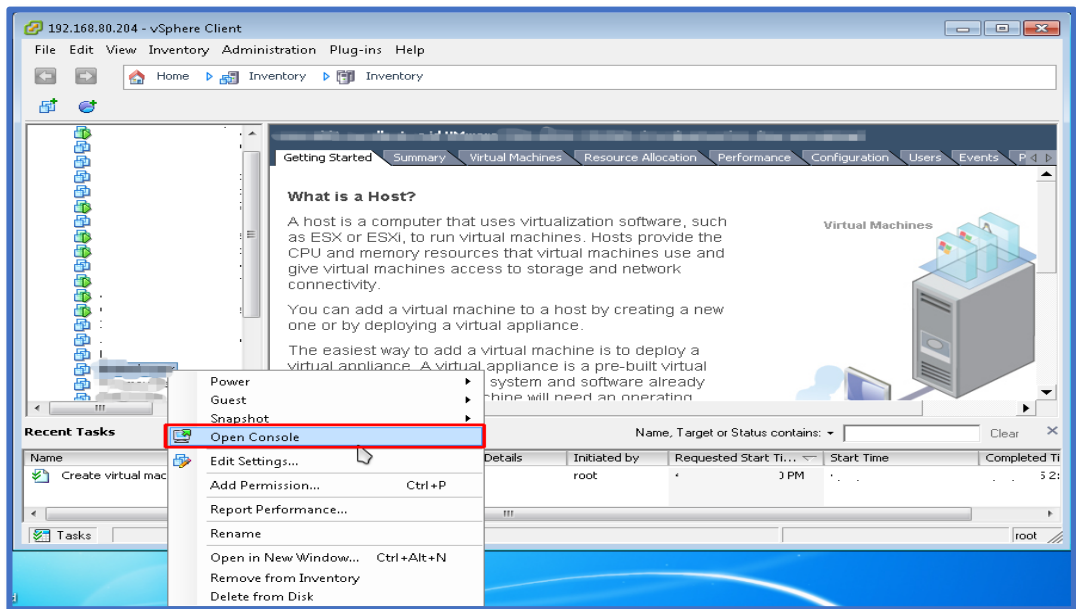 192.168.80.204 - vSphere Client
File Edit View Inventory Administration Plug-ins Help
Home Inventory Inventory
Getting Started Summary Virtual Machines Resource Allocation Performance Configuration Users Events P
What is a Host?
A host is a computer that uses virtualization software, such
as ESX or ESXi, to run virtual machines. Hosts provide the
CPU and memory resources that virtual machines use and
give virtual machines access to storage and network
connectivity.
Virtual Machines
You can add a virtual machine to a host by creating a new
one or by deploying a virtual appliance.
The easiest way to add a virtual machine is to deploy a
virtual appliance. A virtual appliance is a pre-built virtual
system and software already
will need an operating
Power
Guest
Snapshot
Open Console
Edit Settings...
Add Permission... Ctrl+P
Report Performance...
Rename
Open in New Window... Ctrl+Alt+N
Remove from Inventory
Delete from Disk
Recent Tasks
Name, Target or Status contains: Clear
Name Details Initiated by Requested Start Ti... Start Time Completed Ti
Create virtual mac root PM
Tasks root